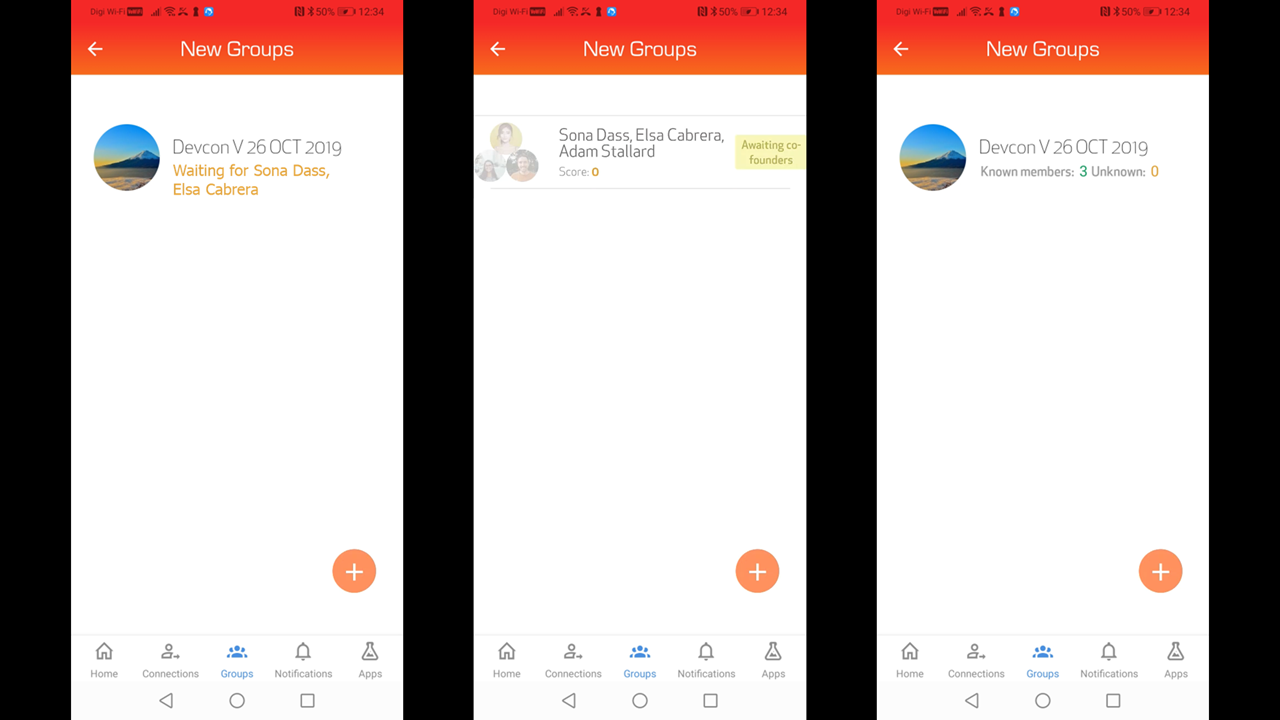 Digi Wi-Fi WiFi 50% 12:34
New Groups
Devcon V 26 OCT 2019
Waiting for Sona Dass,
Elsa Cabrera
Home Connections Groups Notifications Apps
Digi Wi-Fi WiFi 50% 12:34
New Groups
Sona Dass, Elsa Cabrera,
Adam Stallard
Score: 0
Awaiting co-
founders
Home Connections Groups Notifications Apps
Digi Wi-Fi WiFi 50% 12:34
New Groups
Devcon V 26 OCT 2019
Known members: 3 Unknown: 0
Home Connections Groups Notifications Apps